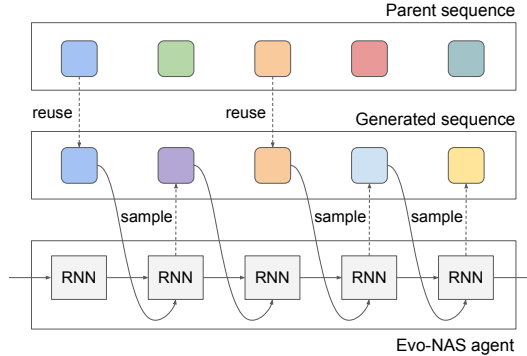 Parent sequence
reuse
reuse
Generated sequence
sample
sample
sample
RNN
RNN
RNN
RNN
RNN
Evo-NAS agent